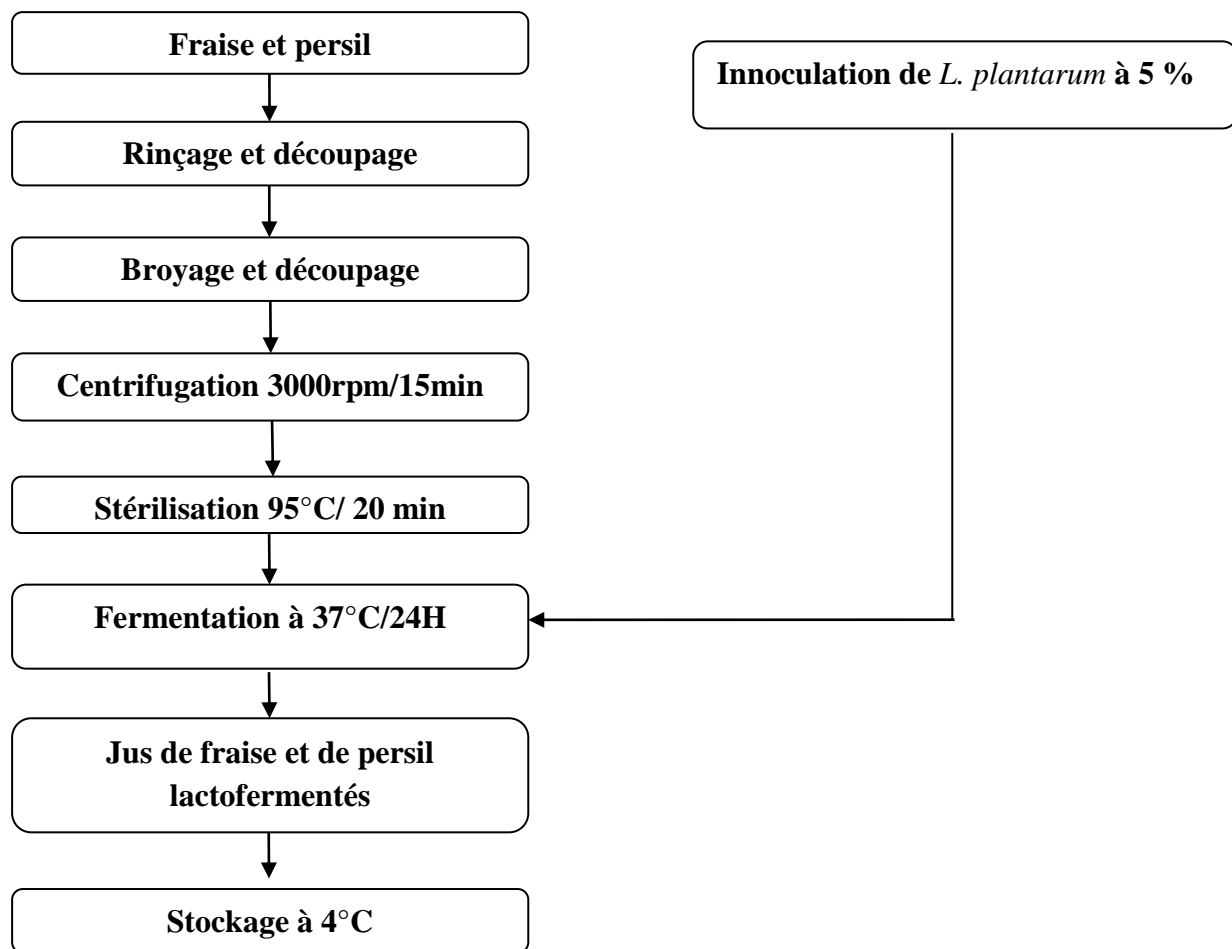 Fraise et persil
Innoculation de L. plantarum à 5 %
Rinçage et découpage
Broyage et découpage
Centrifugation 3000rpm/15min
Stérilisation 95°C/ 20 min
Fermentation à 37°C/24H
Jus de fraise et de persil
lactofermentés
Stockage à 4°C